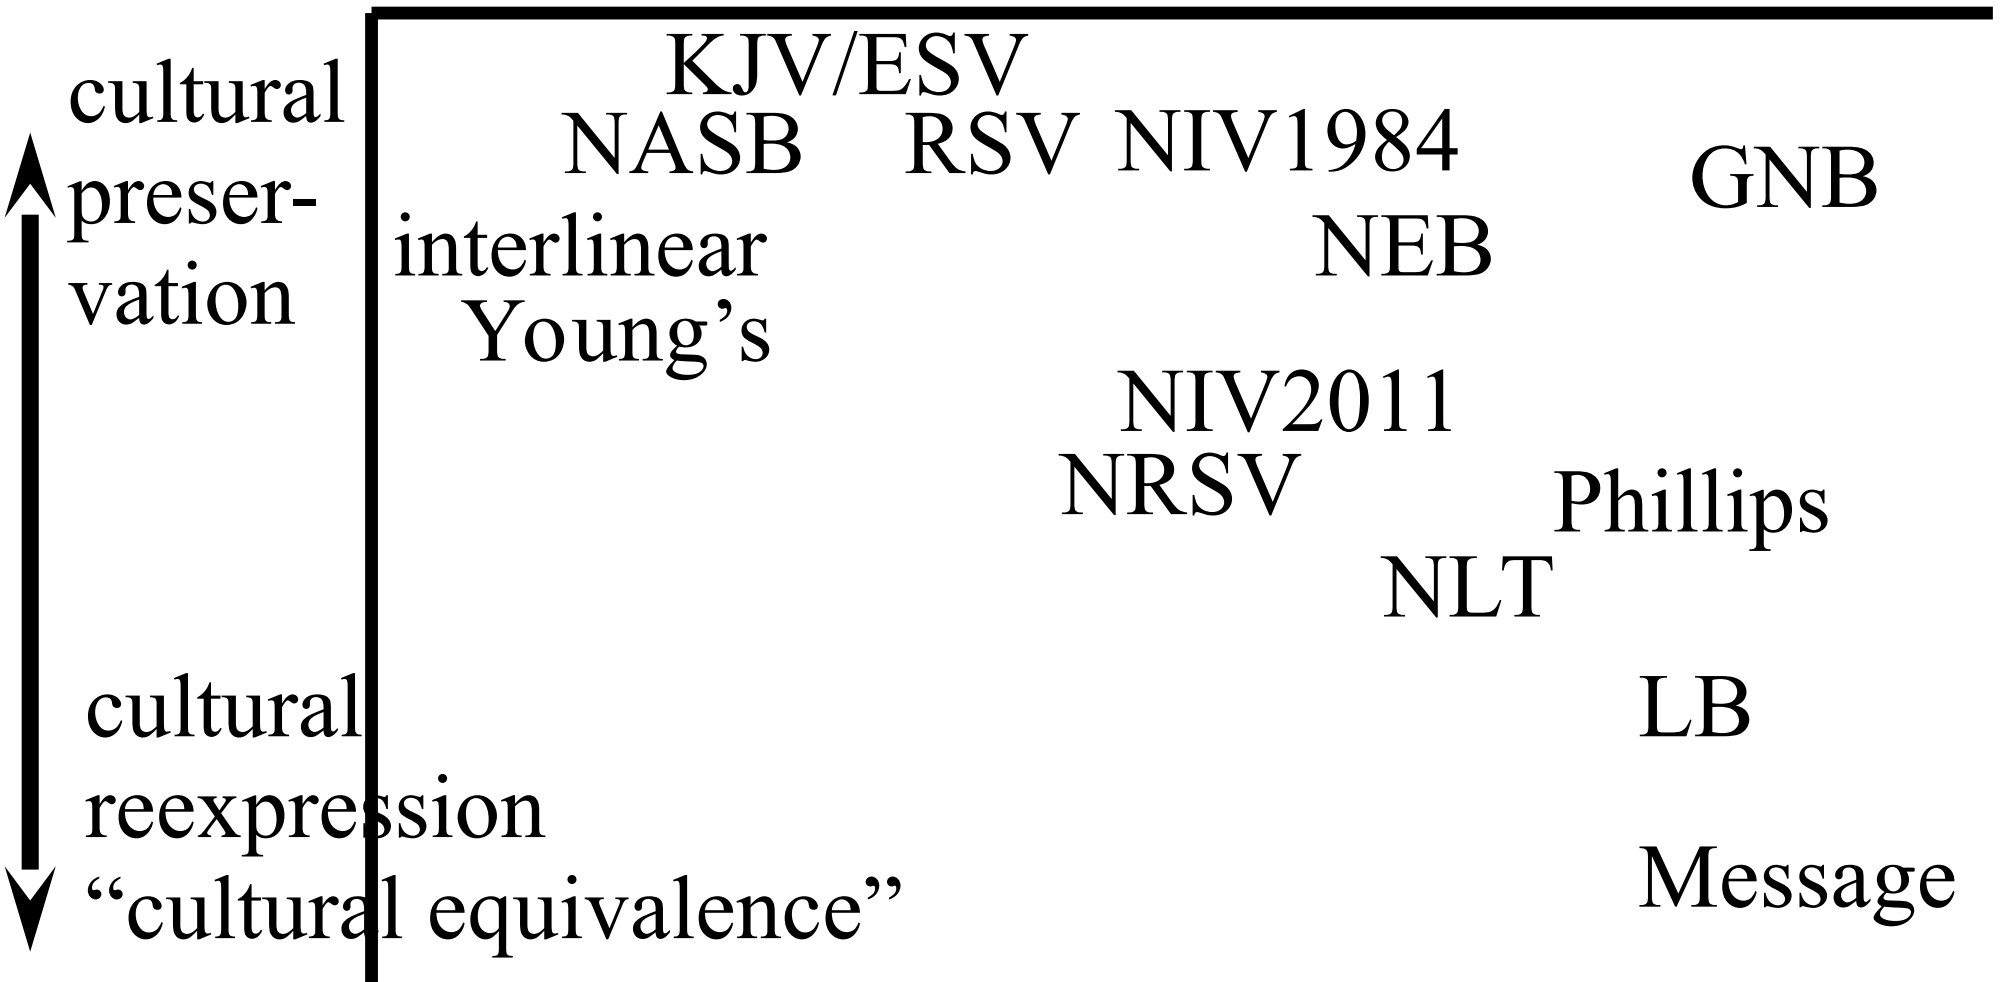 cultural
preser-
vation
KJV/ESV
NASB RSV NIV1984
GNB
interlinear NEB
Young’s
NIV2011
NRSV
Phillips
NLT
LB
cultural
reexpression
“cultural equivalence”
Message